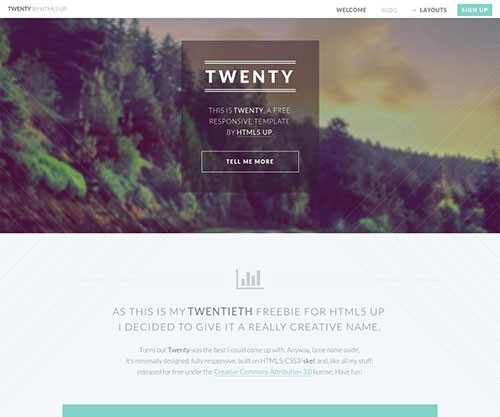 TWENTY BY HTML5 UP
WELCOME BLOG LAYOUTS SIGN UP
TWENTY
THIS IS TWENTY, A FREE
RESPONSIVE TEMPLATE
BY HTML5 UP.
TELL ME MORE
AS THIS IS MY TWENTIETH FREEBIE FOR HTML5 UP
I DECIDED TO GIVE IT A REALLY CREATIVE NAME.
Turns out Twenty was the best I could come up with. Anyway, lame name aside,
it's minimally designed, fully responsive, built on HTML5/CSS3/skel, and, like all my stuff,
released for free under the Creative Commons Attribution 3.0 license. Have fun!